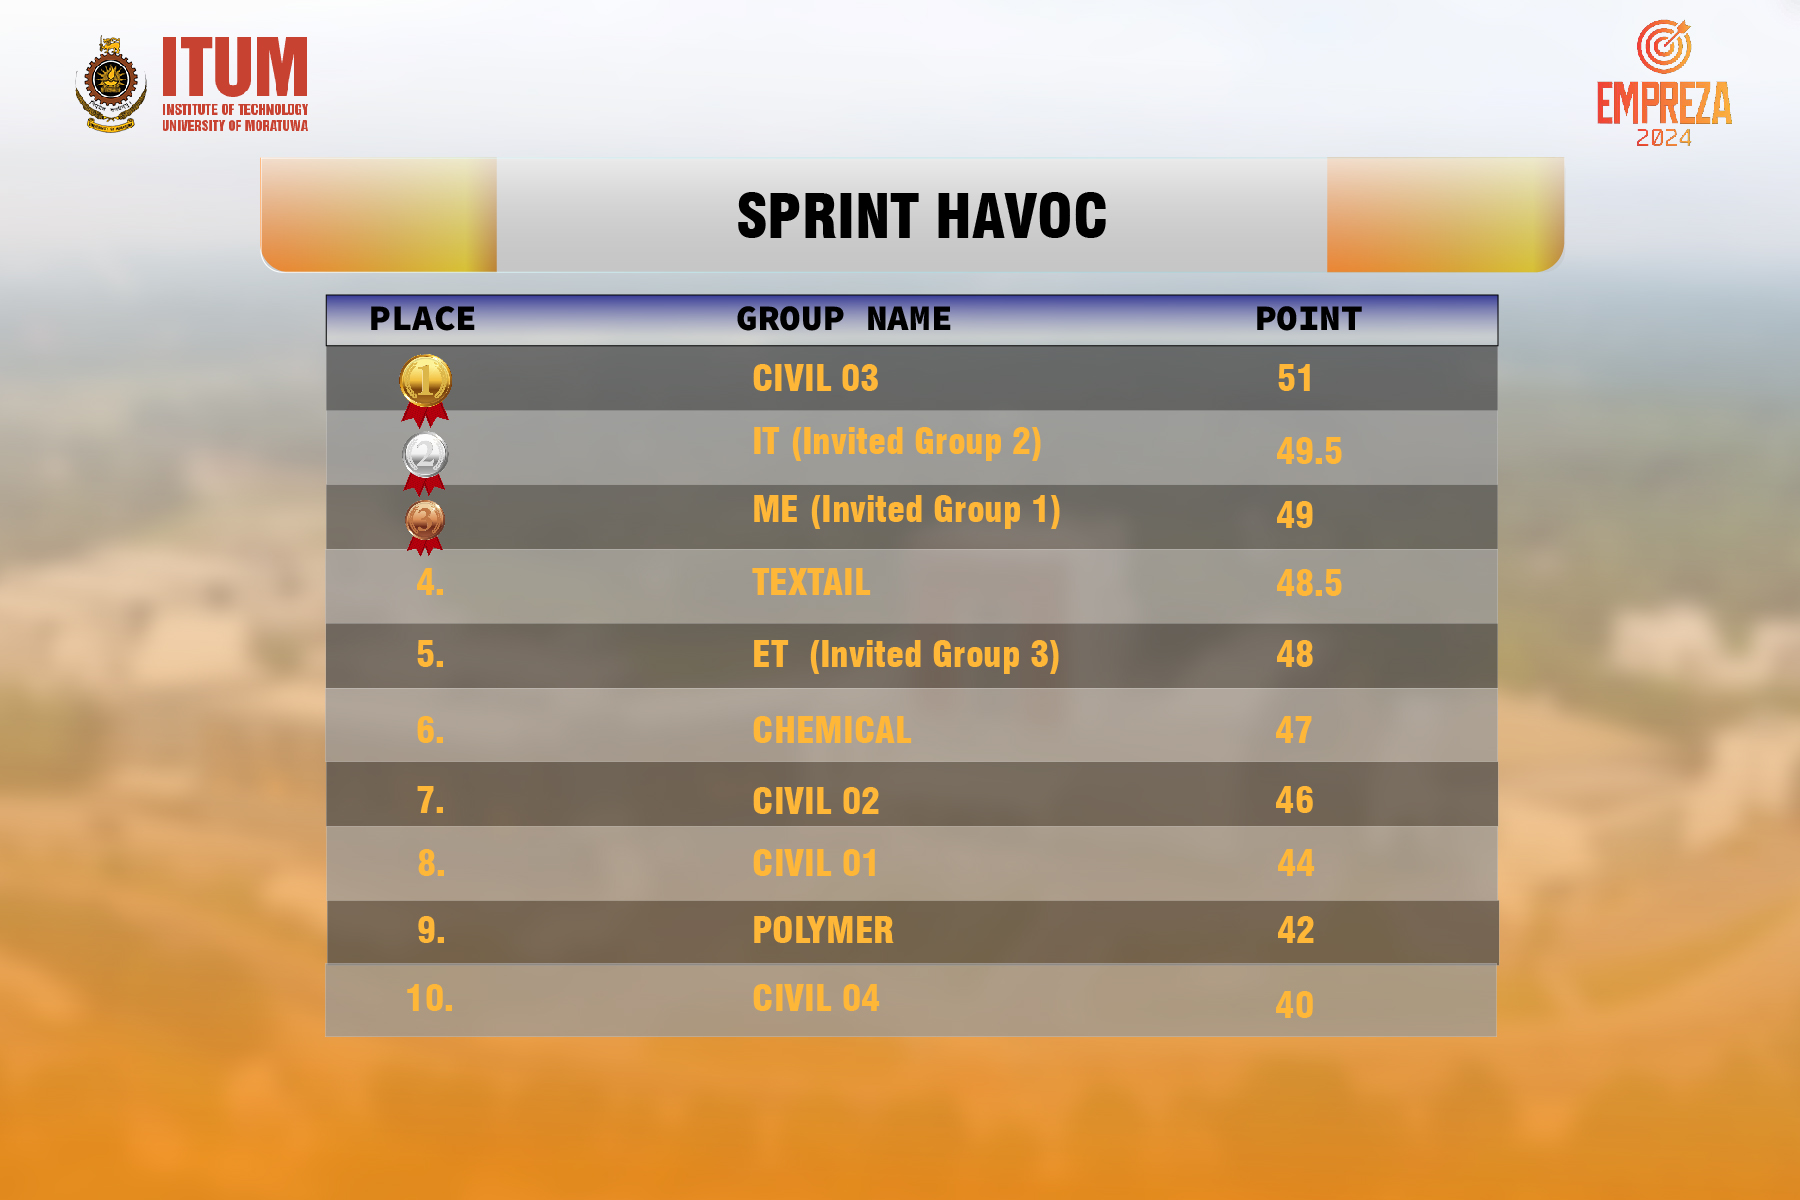 ITUM
INSTITUTE OF TECHNOLOGY
UNIVERSITY OF MORATUWA
EMPREZA
2024
SPRINT HAVOC
PLACE GROUP NAME POINT
1 CIVIL 03 51
2 IT (Invited Group 2) 49.5
3 ME (Invited Group 1) 49
4. TEXTAIL 48.5
5. ET (Invited Group 3) 48
6. CHEMICAL 47
7. CIVIL 02 46
8. CIVIL 01 44
9. POLYMER 42
10. CIVIL 04 40